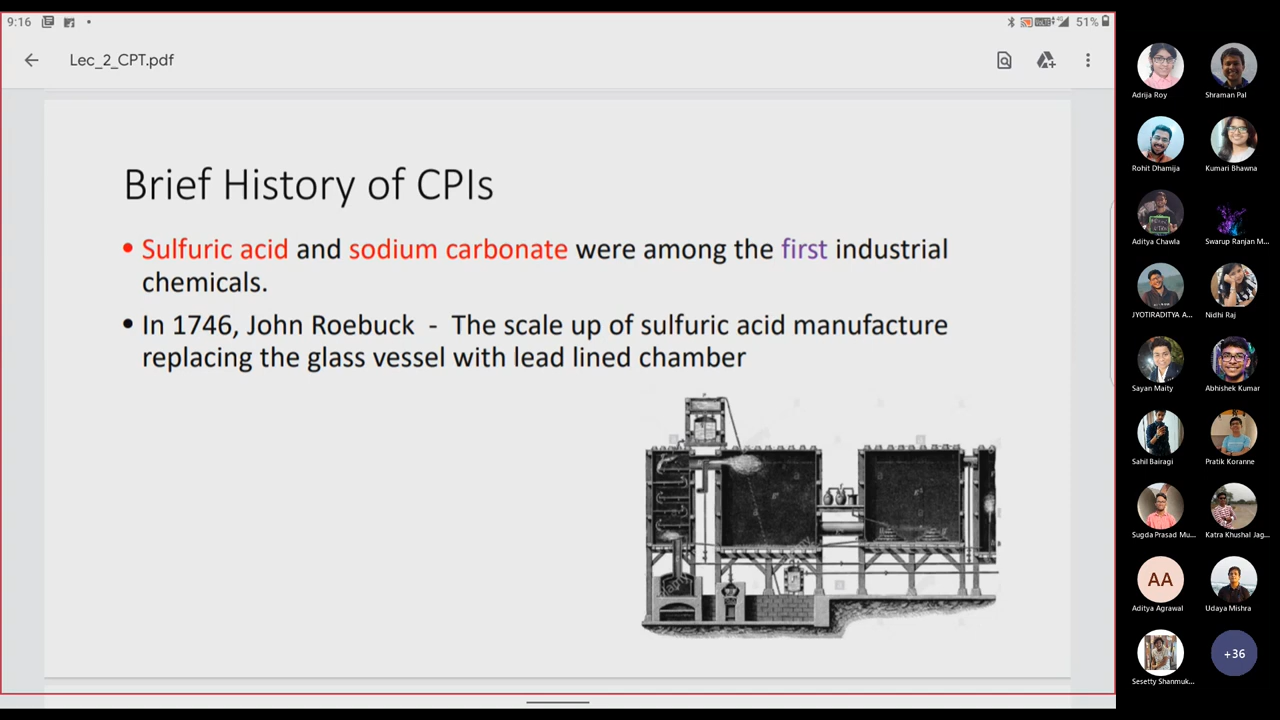 9:16
51%
Lec_2_CPT.pdf
Brief History of CPIs
• Sulfuric acid and sodium carbonate were among the first industrial
chemicals.
• In 1746, John Roebuck - The scale up of sulfuric acid manufacture
replacing the glass vessel with lead lined chamber
Adrija Roy
Shraman Pal
Rohit Dhamija
Kumari Bhawna
Aditya Chawla
Swarup Ranjan M...
JYOTIRADITYA A...
Nidhi Raj
Sayan Maity
Abhishek Kumar
Sahil Bairagi
Pratik Koranne
Sugda Prasad Mu...
Katra Khushal Jag...
AA
Aditya Agrawal
Udaya Mishra
Sesetty Shanmuk...
+36